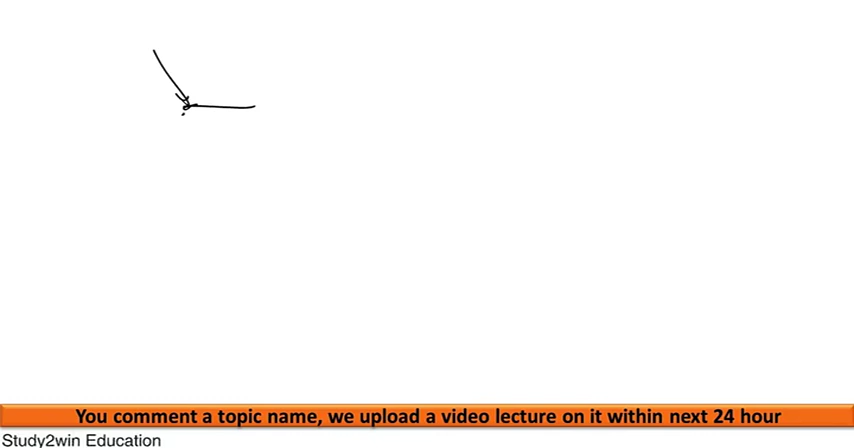 You comment a topic name, we upload a video lecture on it within next 24 hour
Study2win Education